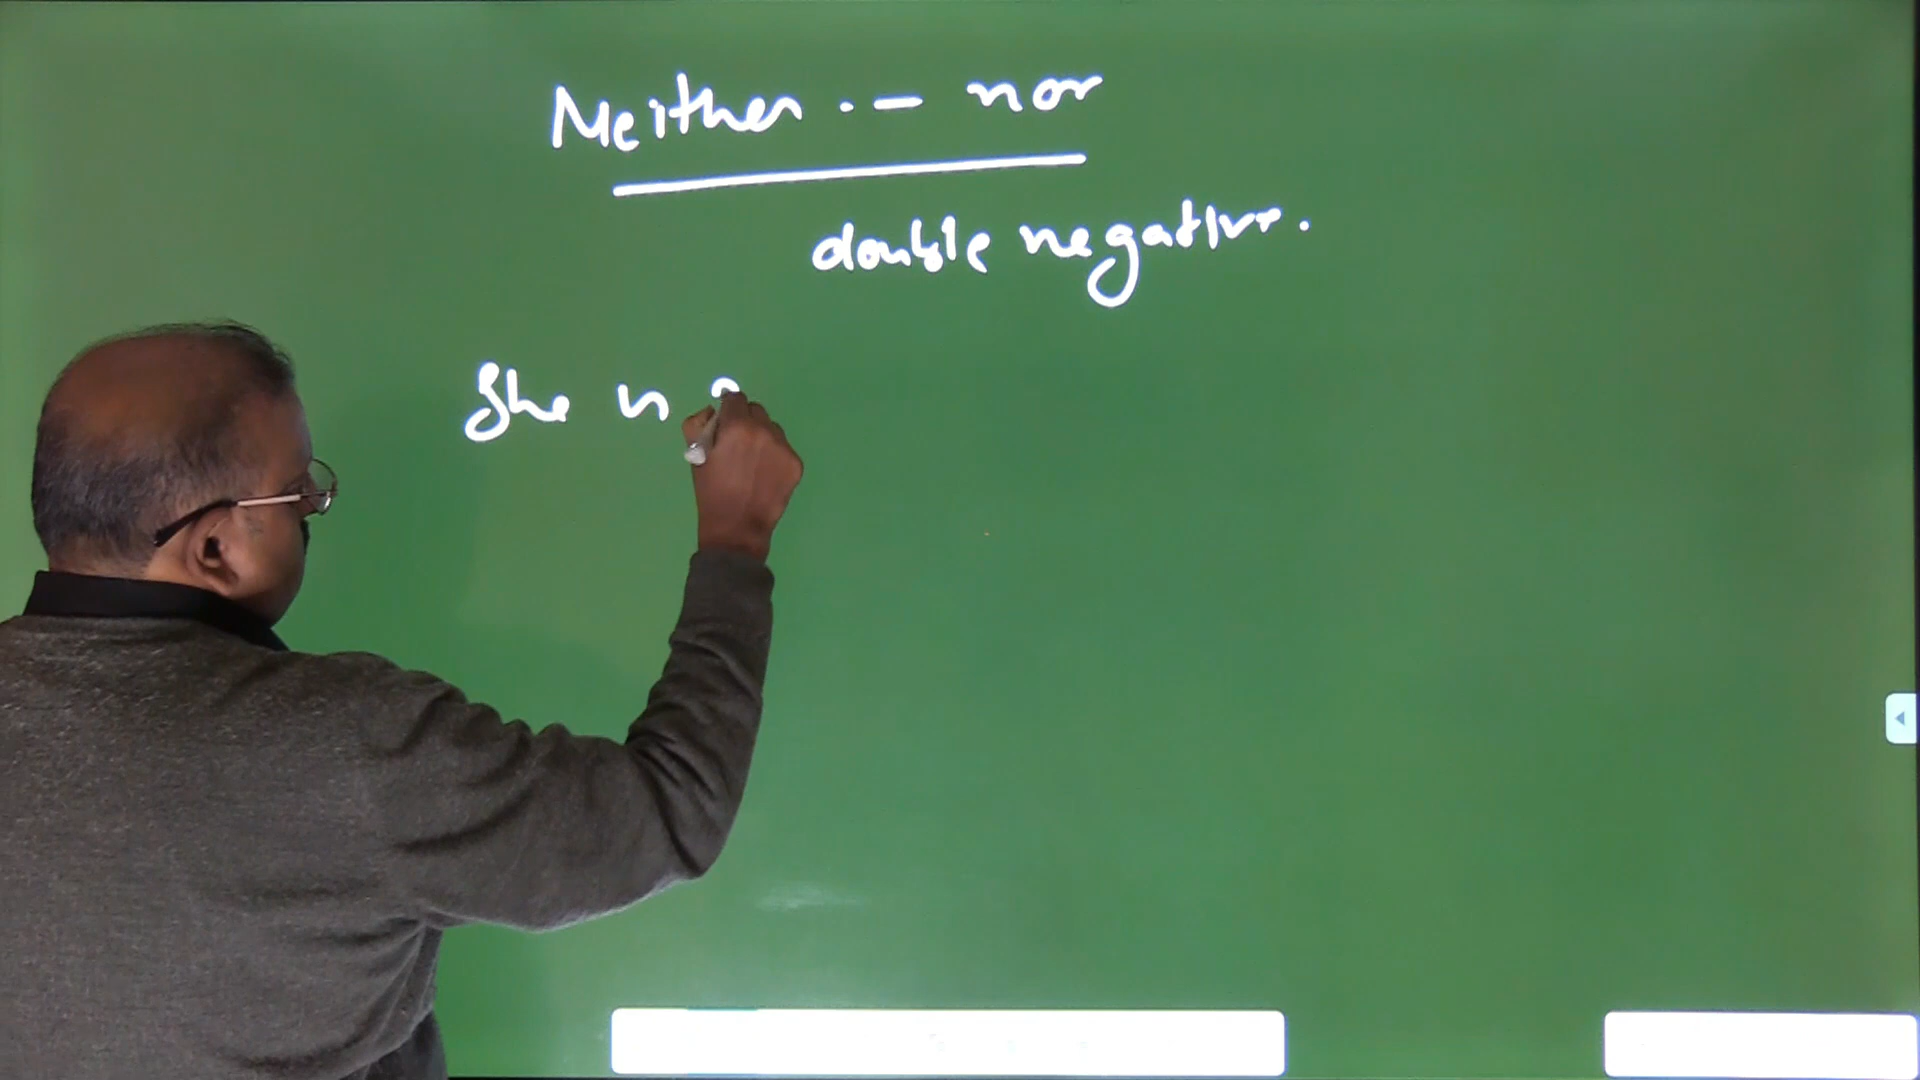 Neither .- nor
double negative.
She is